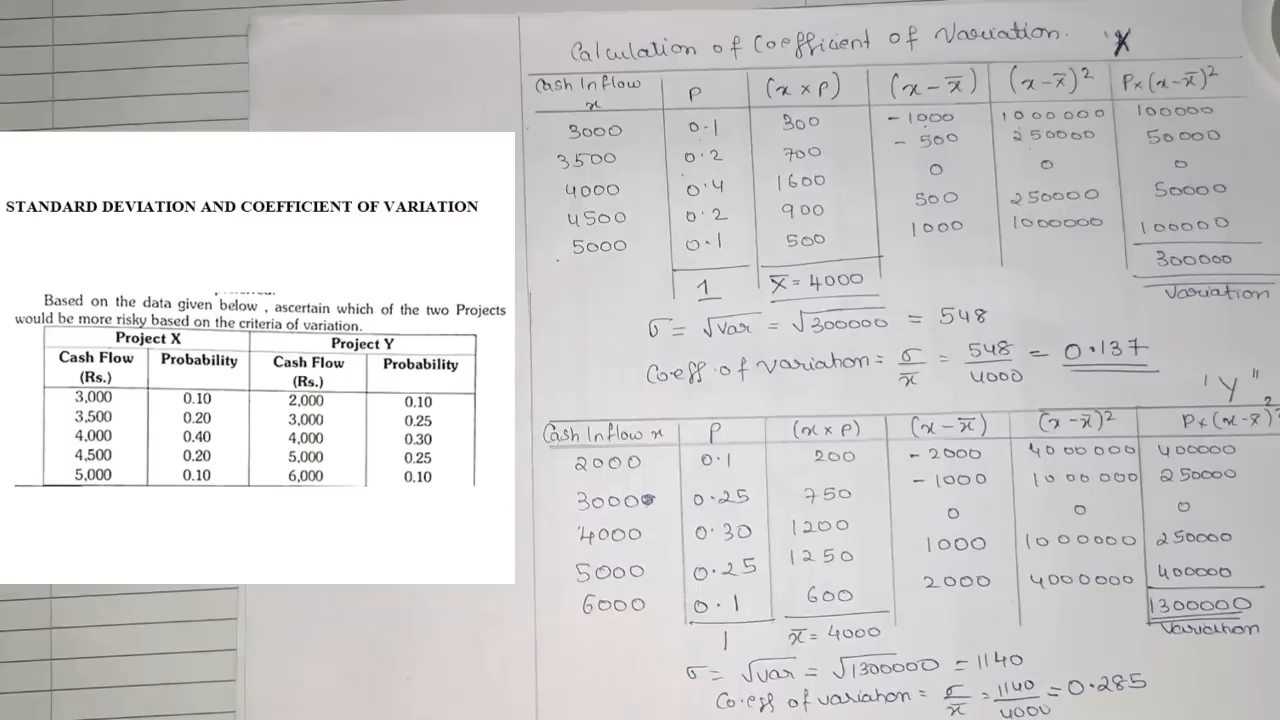 STANDARD DEVIATION AND COEFFICIENT OF VARIATION
Based on the data given below , ascertain which of the two Projects
would be more risky based on the criteria of variation.
Project X Project Y
Cash Flow (Rs.) Probability Cash Flow (Rs.) Probability
3,000 0.10 2,000 0.10
3,500 0.20 3,000 0.25
4,000 0.40 4,000 0.30
4,500 0.20 5,000 0.25
5,000 0.10 6,000 0.10
Calculation of Coefficient of Variation. 'X
Cash Inflow x P (x × P) (x - x̄) (x - x̄)² P× (x - x̄)²
3000 0.1 300 - 1000 1000000 100000
3500 0.2 700 - 500 250000 50000
4000 0.4 1600 0 0 0
4500 0.2 900 500 250000 50000
5000 0.1 500 1000 1000000 100000
1 x̄ = 4000 300000
Variation
σ = √var = √300000 = 548
Co.eff. of variation = σ/x̄ = 548/4000 = 0.137
"Y"
Cash Inflow x P (x × P) (x - x̄) (x - x̄)² P× (x - x̄)²
2000 0.1 200 - 2000 4000000 400000
3000 0.25 750 - 1000 1000000 250000
4000 0.30 1200 0 0 0
5000 0.25 1250 1000 1000000 250000
6000 0.1 600 2000 4000000 400000
1 x̄ = 4000 1300000
Variation
σ = √var = √1300000 = 1140
Co.eff of variation = σ/x̄ = 1140/4000 = 0.285